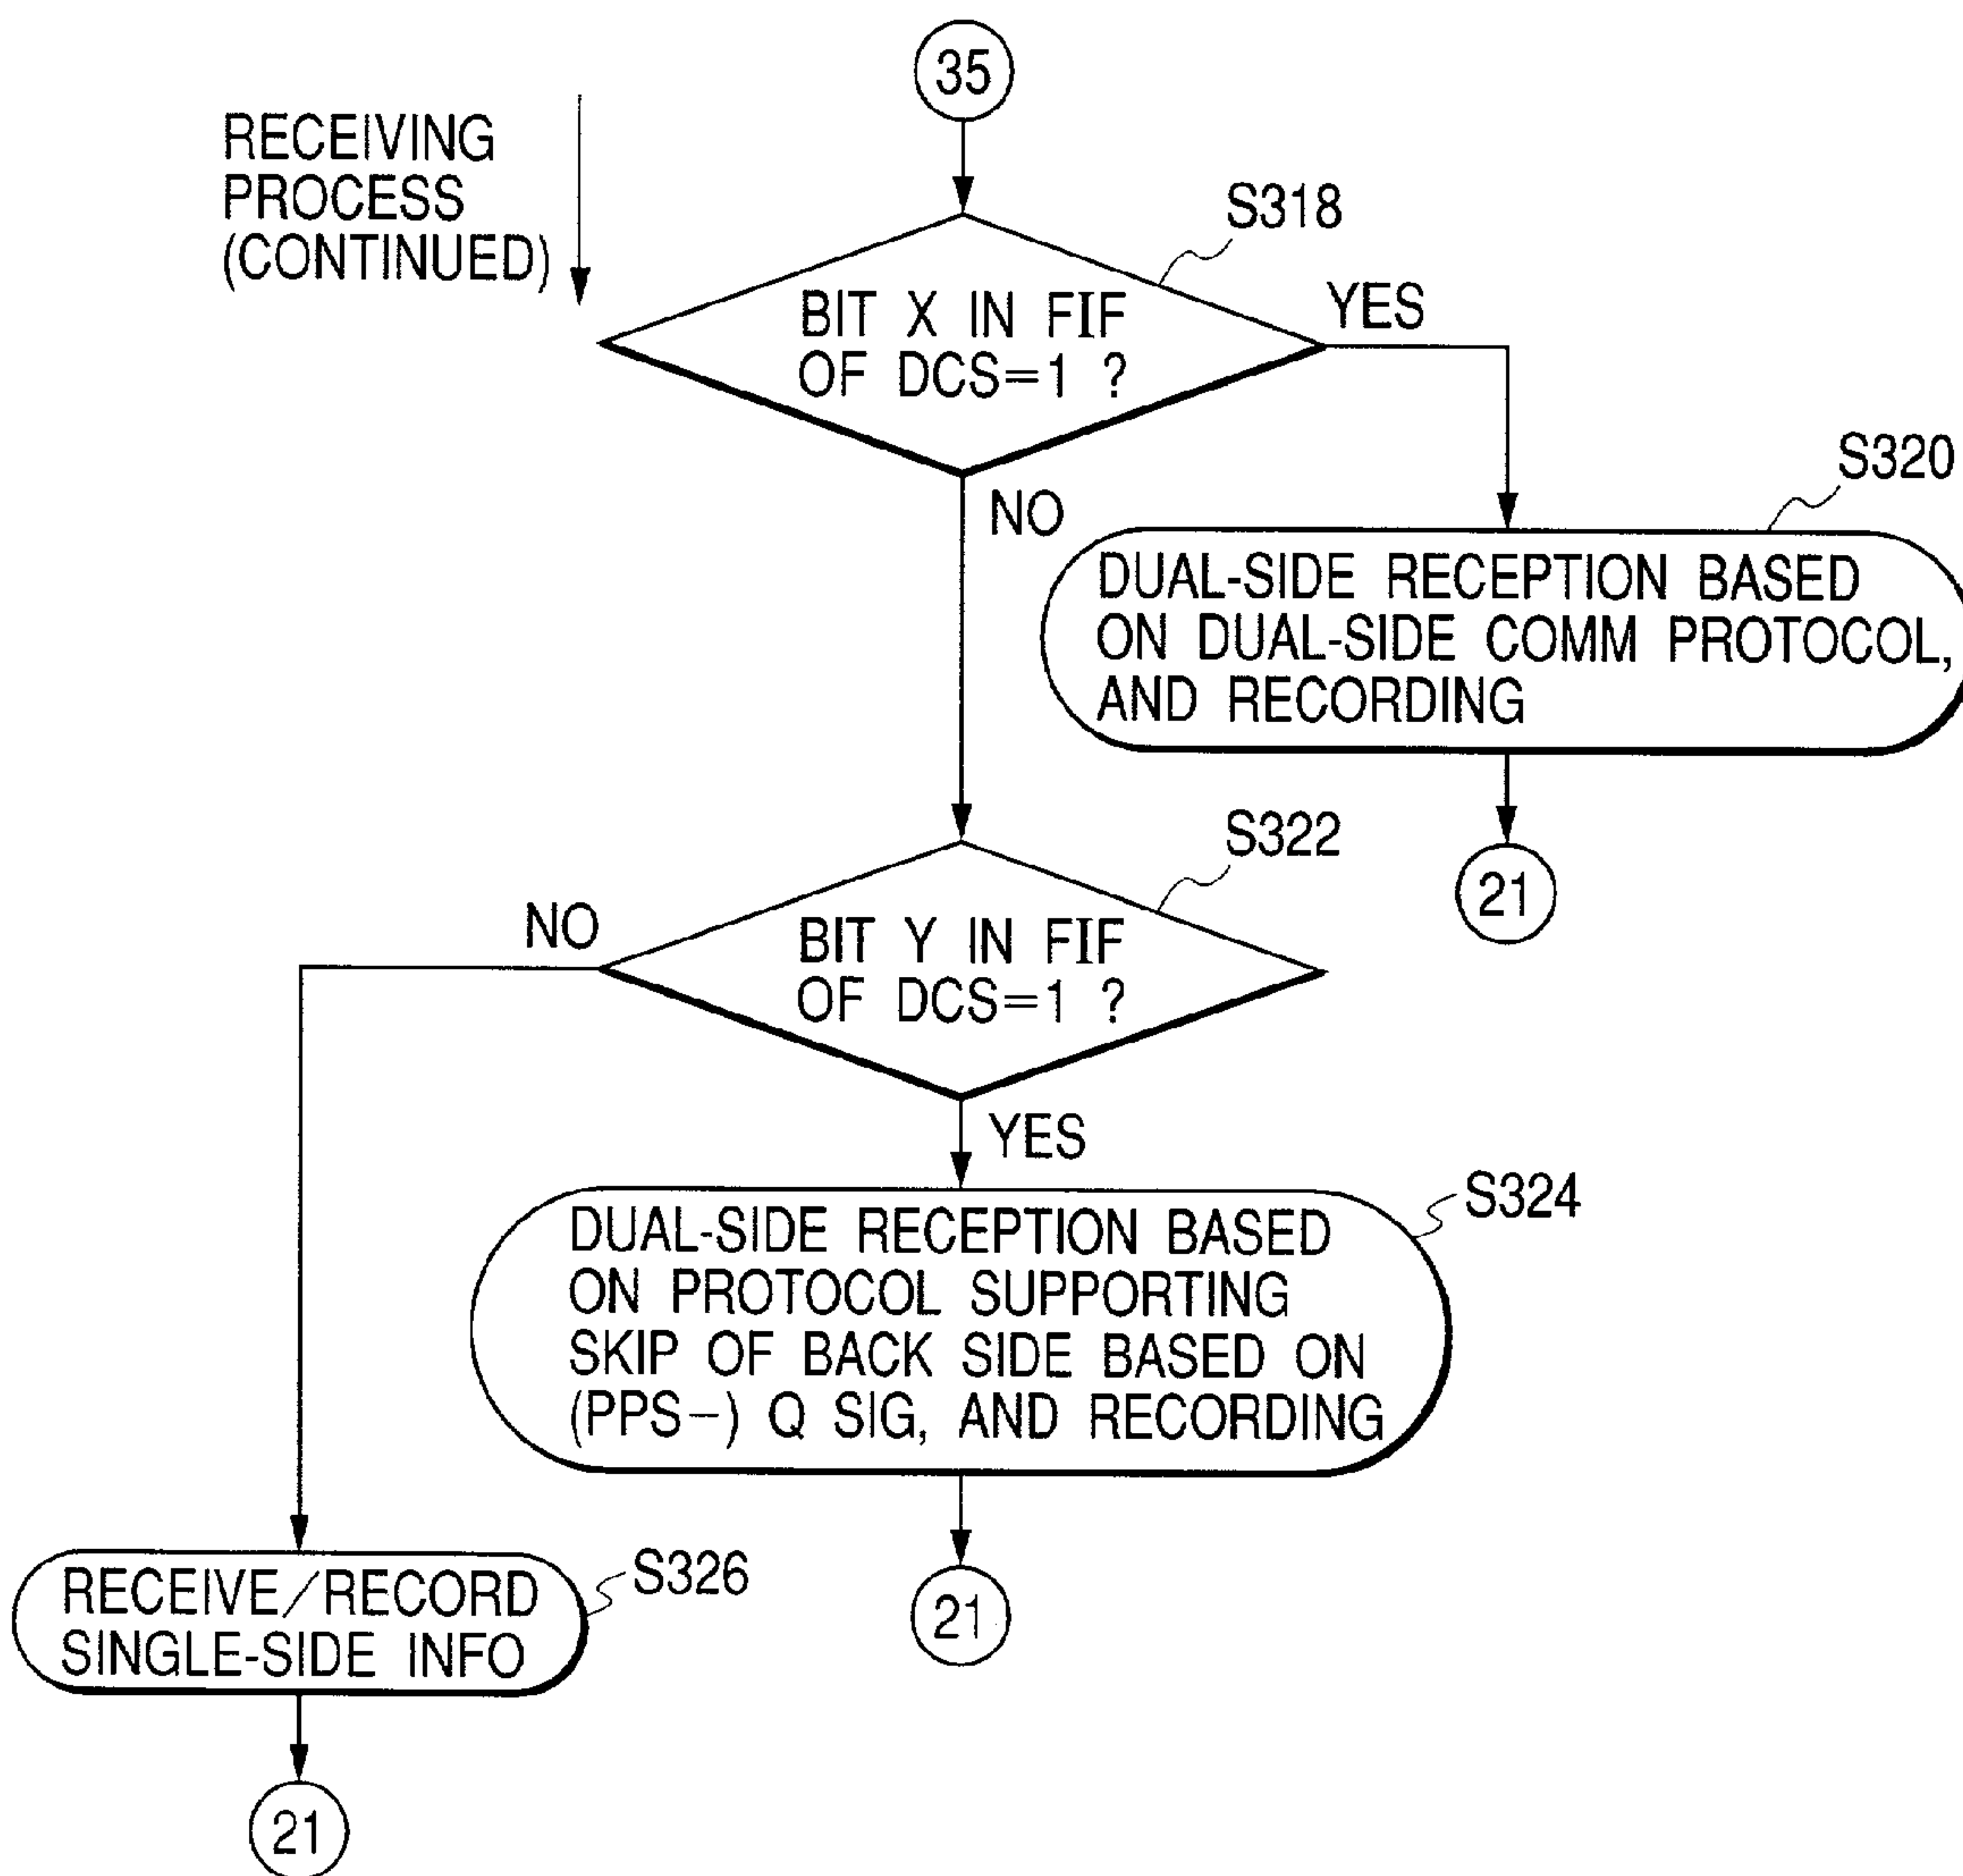 35
RECEIVING
PROCESS
(CONTINUED)
S318
BIT X IN FIF
OF DCS=1 ?
YES
NO
S320
DUAL-SIDE RECEPTION BASED
ON DUAL-SIDE COMM PROTOCOL,
AND RECORDING
21
S322
BIT Y IN FIF
OF DCS=1 ?
NO
YES
S324
DUAL-SIDE RECEPTION BASED
ON PROTOCOL SUPPORTING
SKIP OF BACK SIDE BASED ON
(PPS−) Q SIG, AND RECORDING
21
S326
RECEIVE/RECORD
SINGLE-SIDE INFO
21